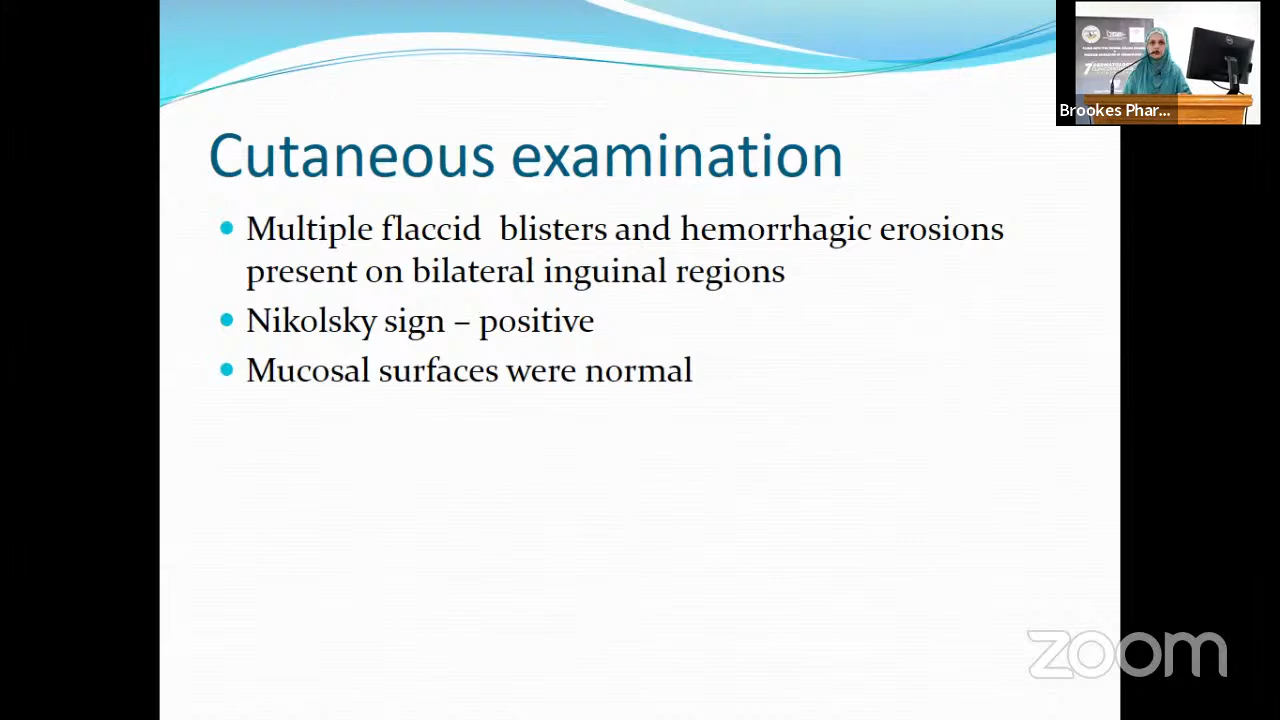 Cutaneous examination
Multiple flaccid blisters and hemorrhagic erosions
present on bilateral inguinal regions
Nikolsky sign – positive
Mucosal surfaces were normal
Brookes Phar...
zoom